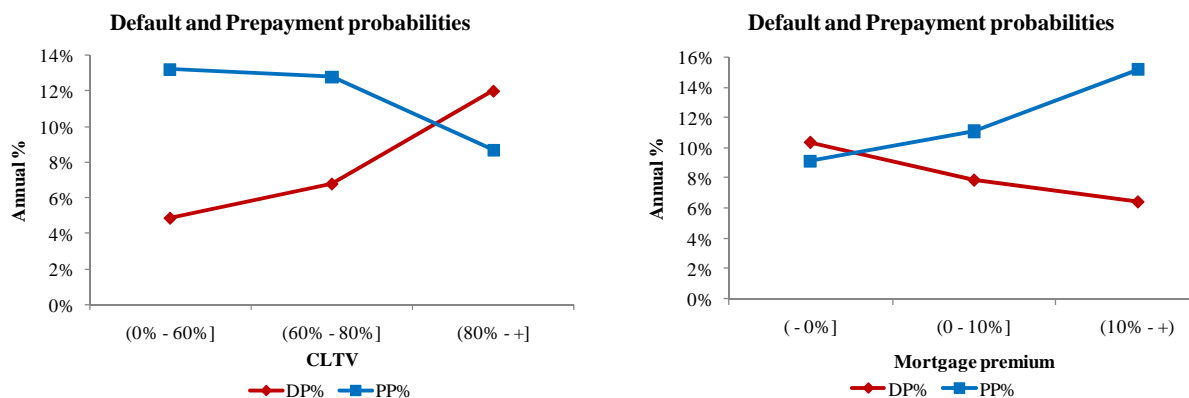 Default and Prepayment probabilities
14%
12%
10%
8%
6%
4%
2%
0%
Annual %
(0% - 60%]
(60% - 80%]
(80% - +]
CLTV
DP%
PP%
Default and Prepayment probabilities
16%
14%
12%
10%
8%
6%
4%
2%
0%
Annual %
( - 0%]
(0 - 10%]
(10% - +)
Mortgage premium
DP%
PP%